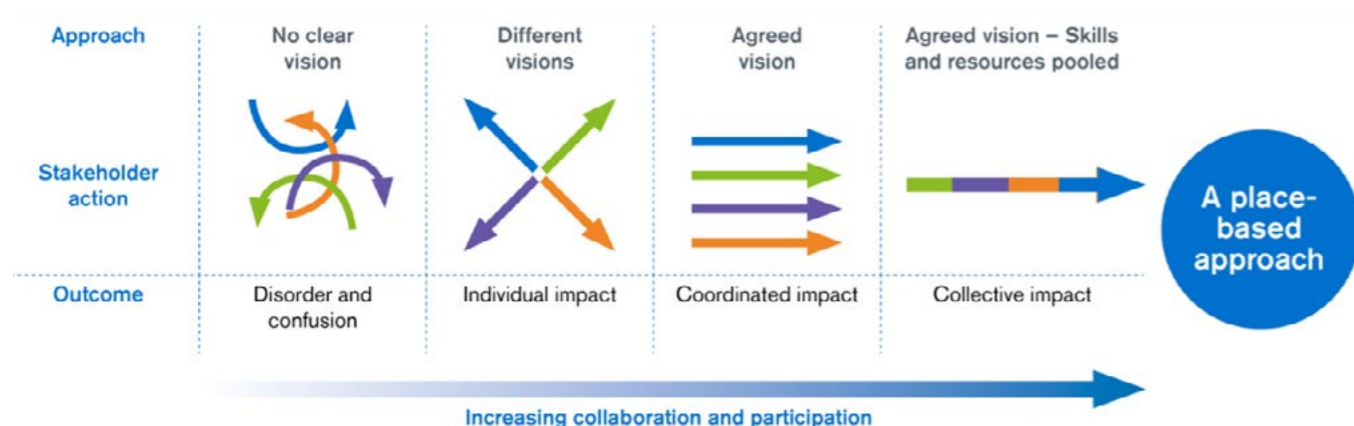 Approach
No clear
vision
Different
visions
Agreed
vision
Agreed vision – Skills
and resources pooled
Stakeholder
action
A place-
based
approach
Outcome
Disorder and
confusion
Individual impact
Coordinated impact
Collective impact
Increasing collaboration and participation